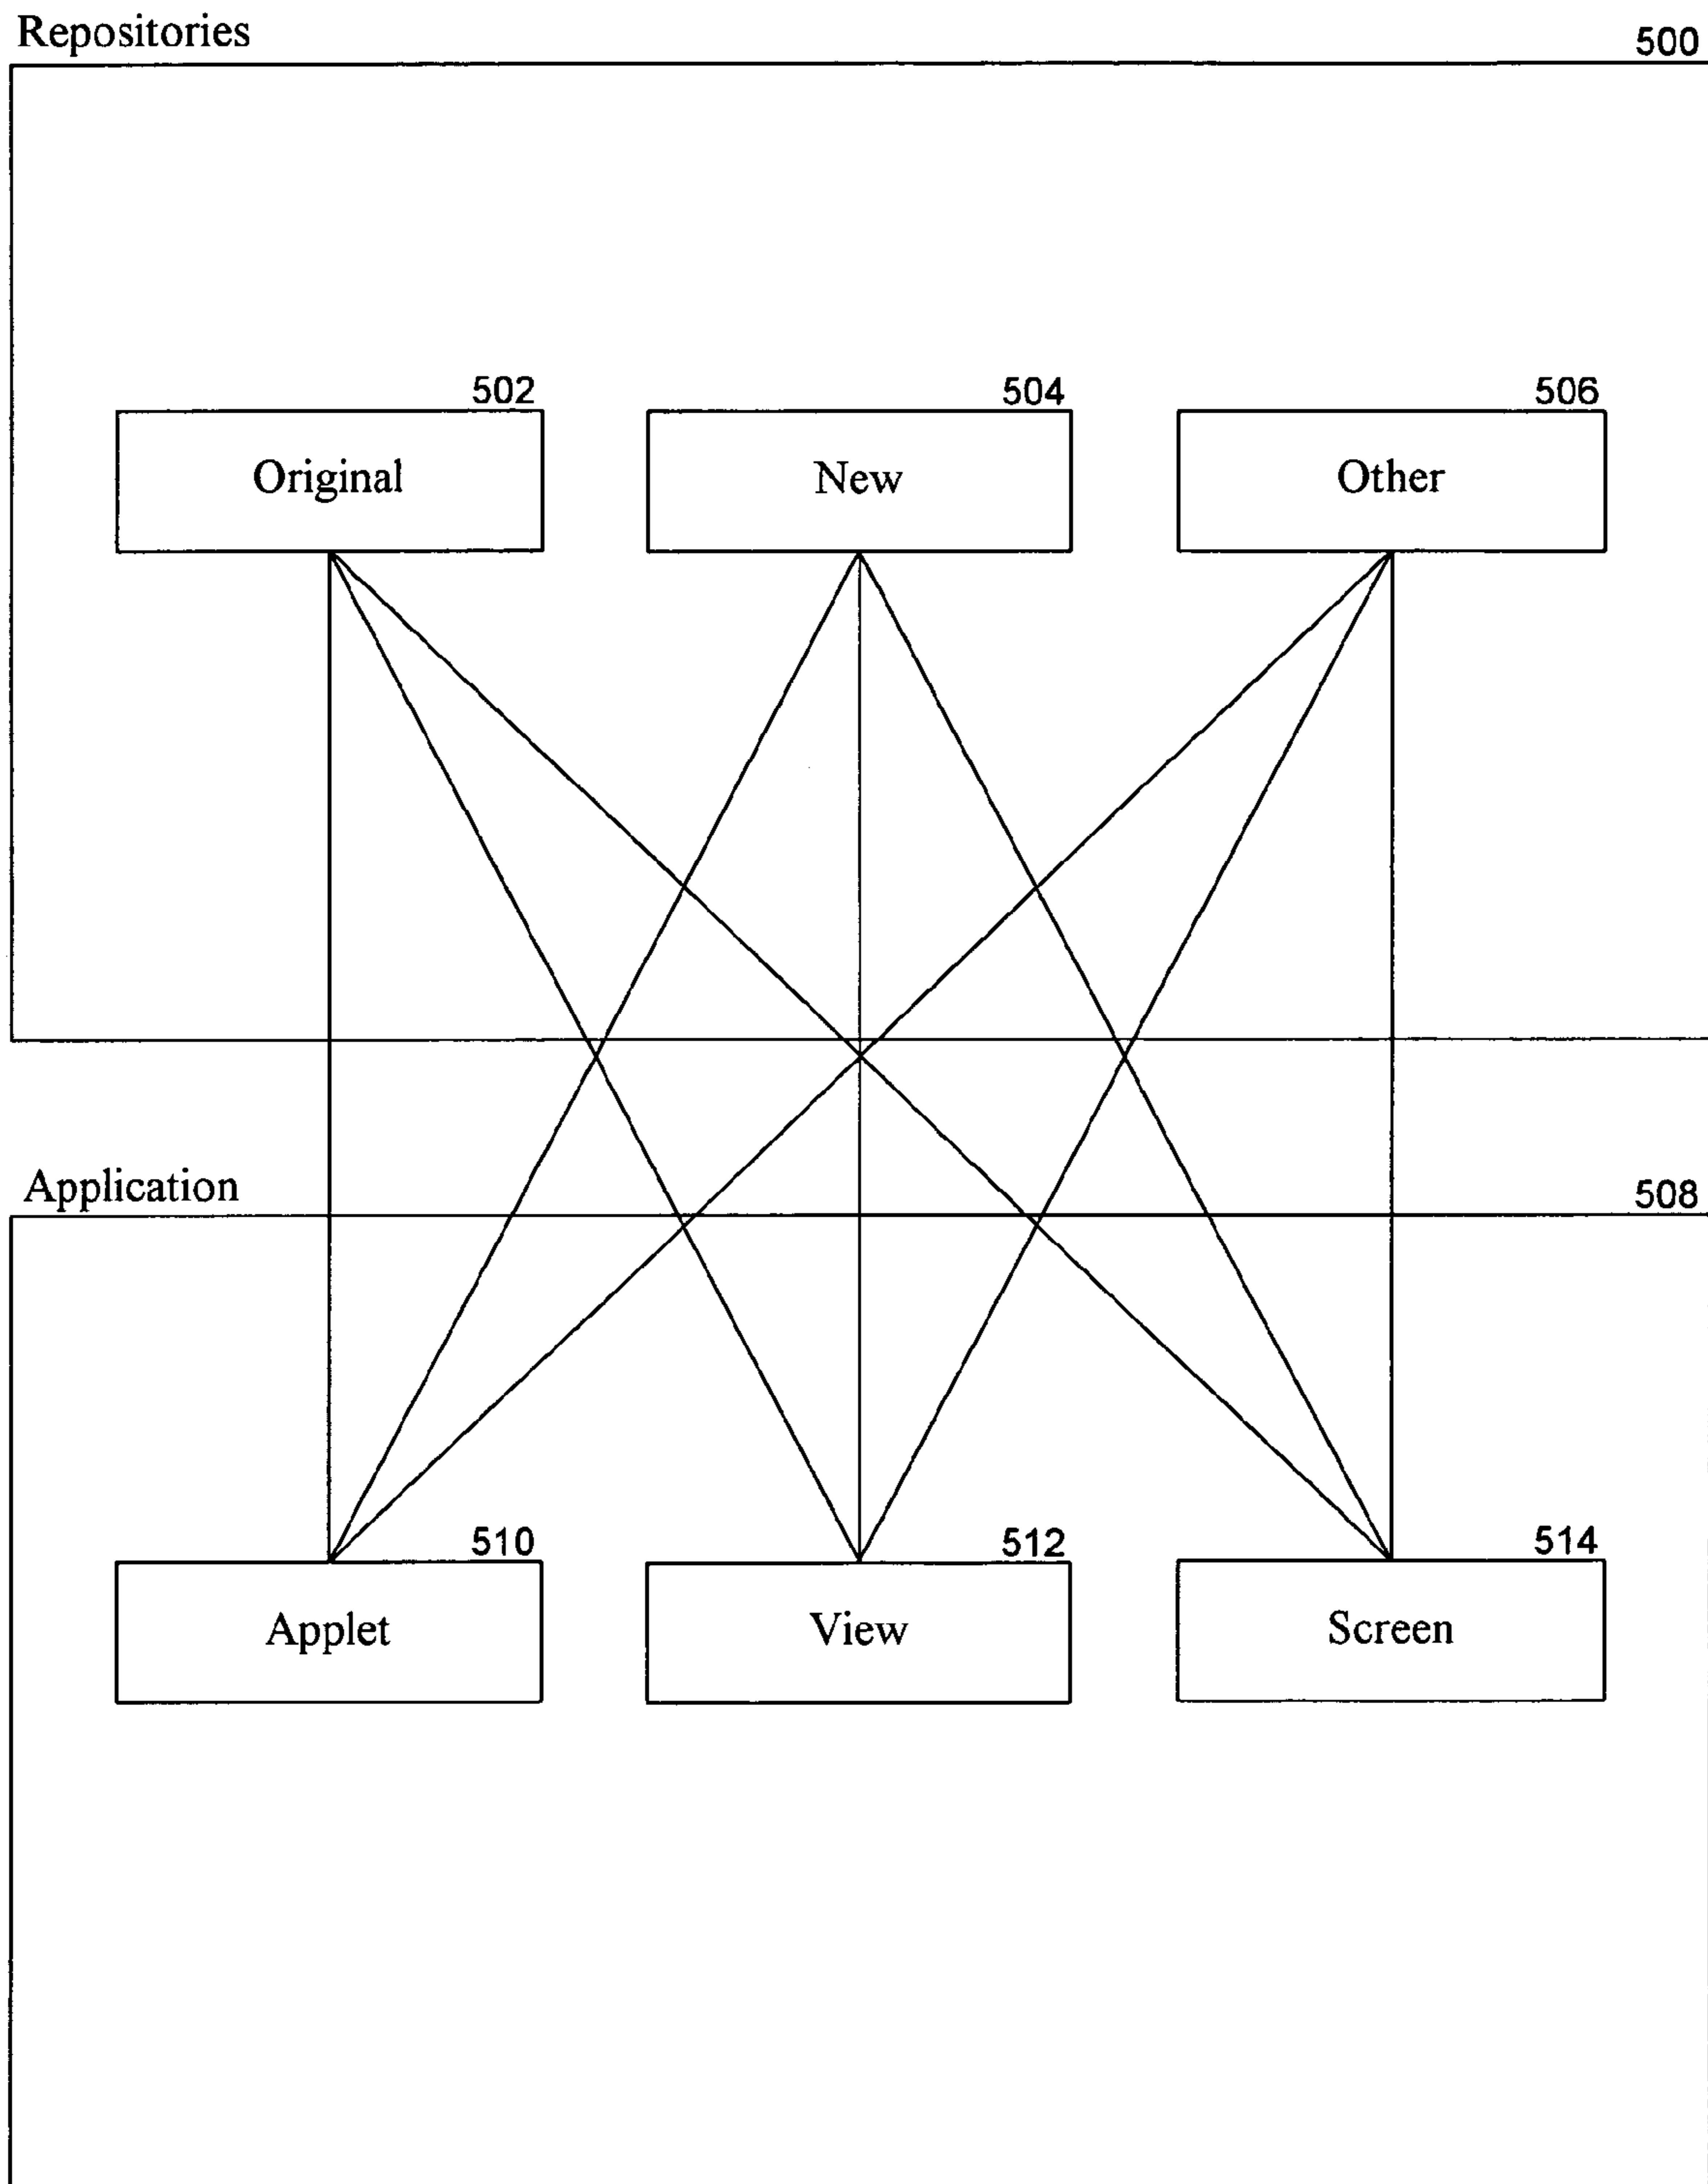 Repositories
500
502
504
506
Original
New
Other
Application
508
510
512
514
Applet
View
Screen